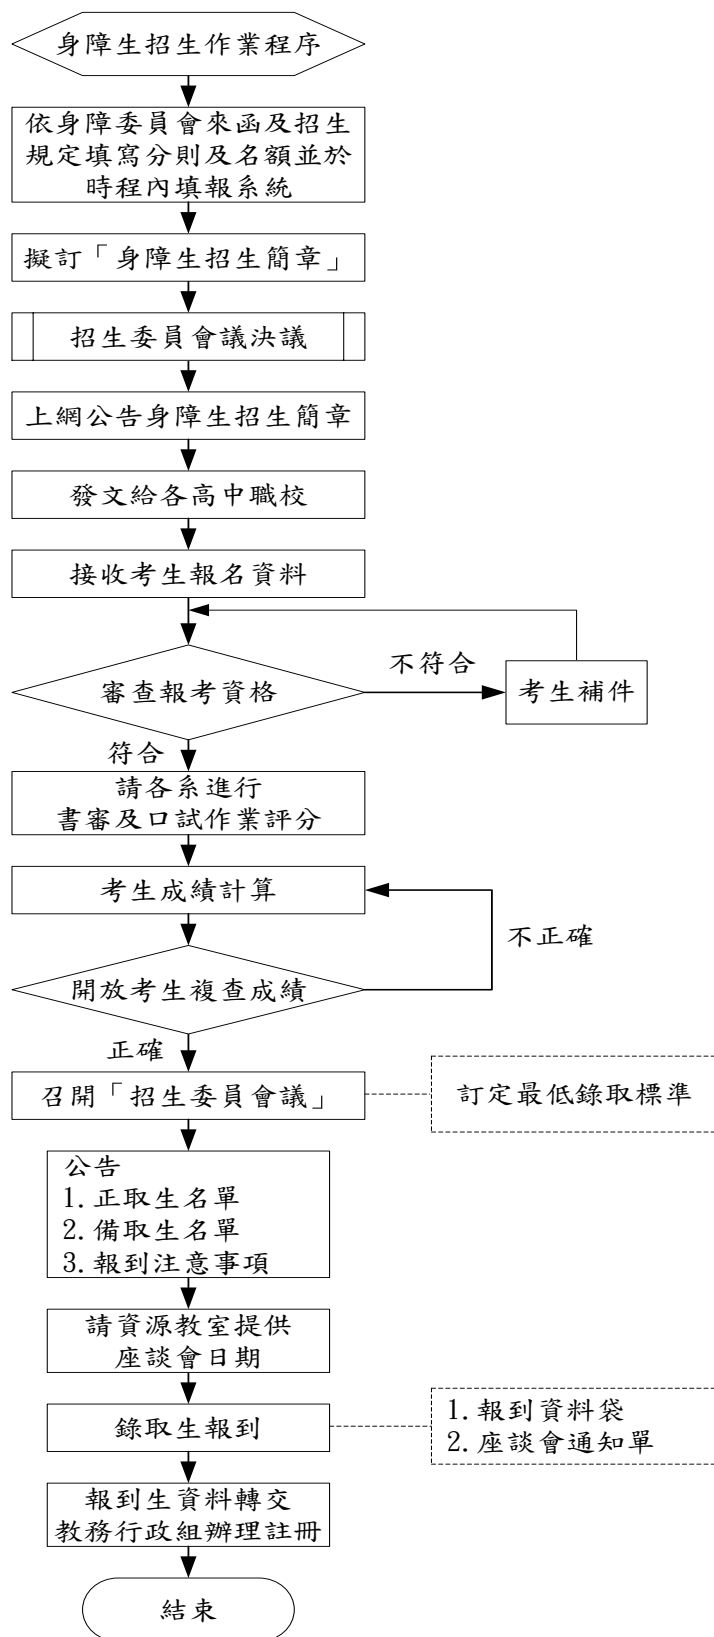 身障生招生作業程序
依身障委員會來函及招生
規定填寫分則及名額並於
時程內填報系統
擬訂「身障生招生簡章」
招生委員會議決議
上網公告身障生招生簡章
發文給各高中職校
接收考生報名資料
審查報考資格
不符合
考生補件
符合
請各系進行
書審及口試作業評分
考生成績計算
不正確
開放考生複查成績
正確
召開「招生委員會議」
訂定最低錄取標準
公告
1.正取生名單
2.備取生名單
3.報到注意事項
請資源教室提供
座談會日期
錄取生報到
1.報到資料袋
2.座談會通知單
報到生資料轉交
教務行政組辦理註冊
結束